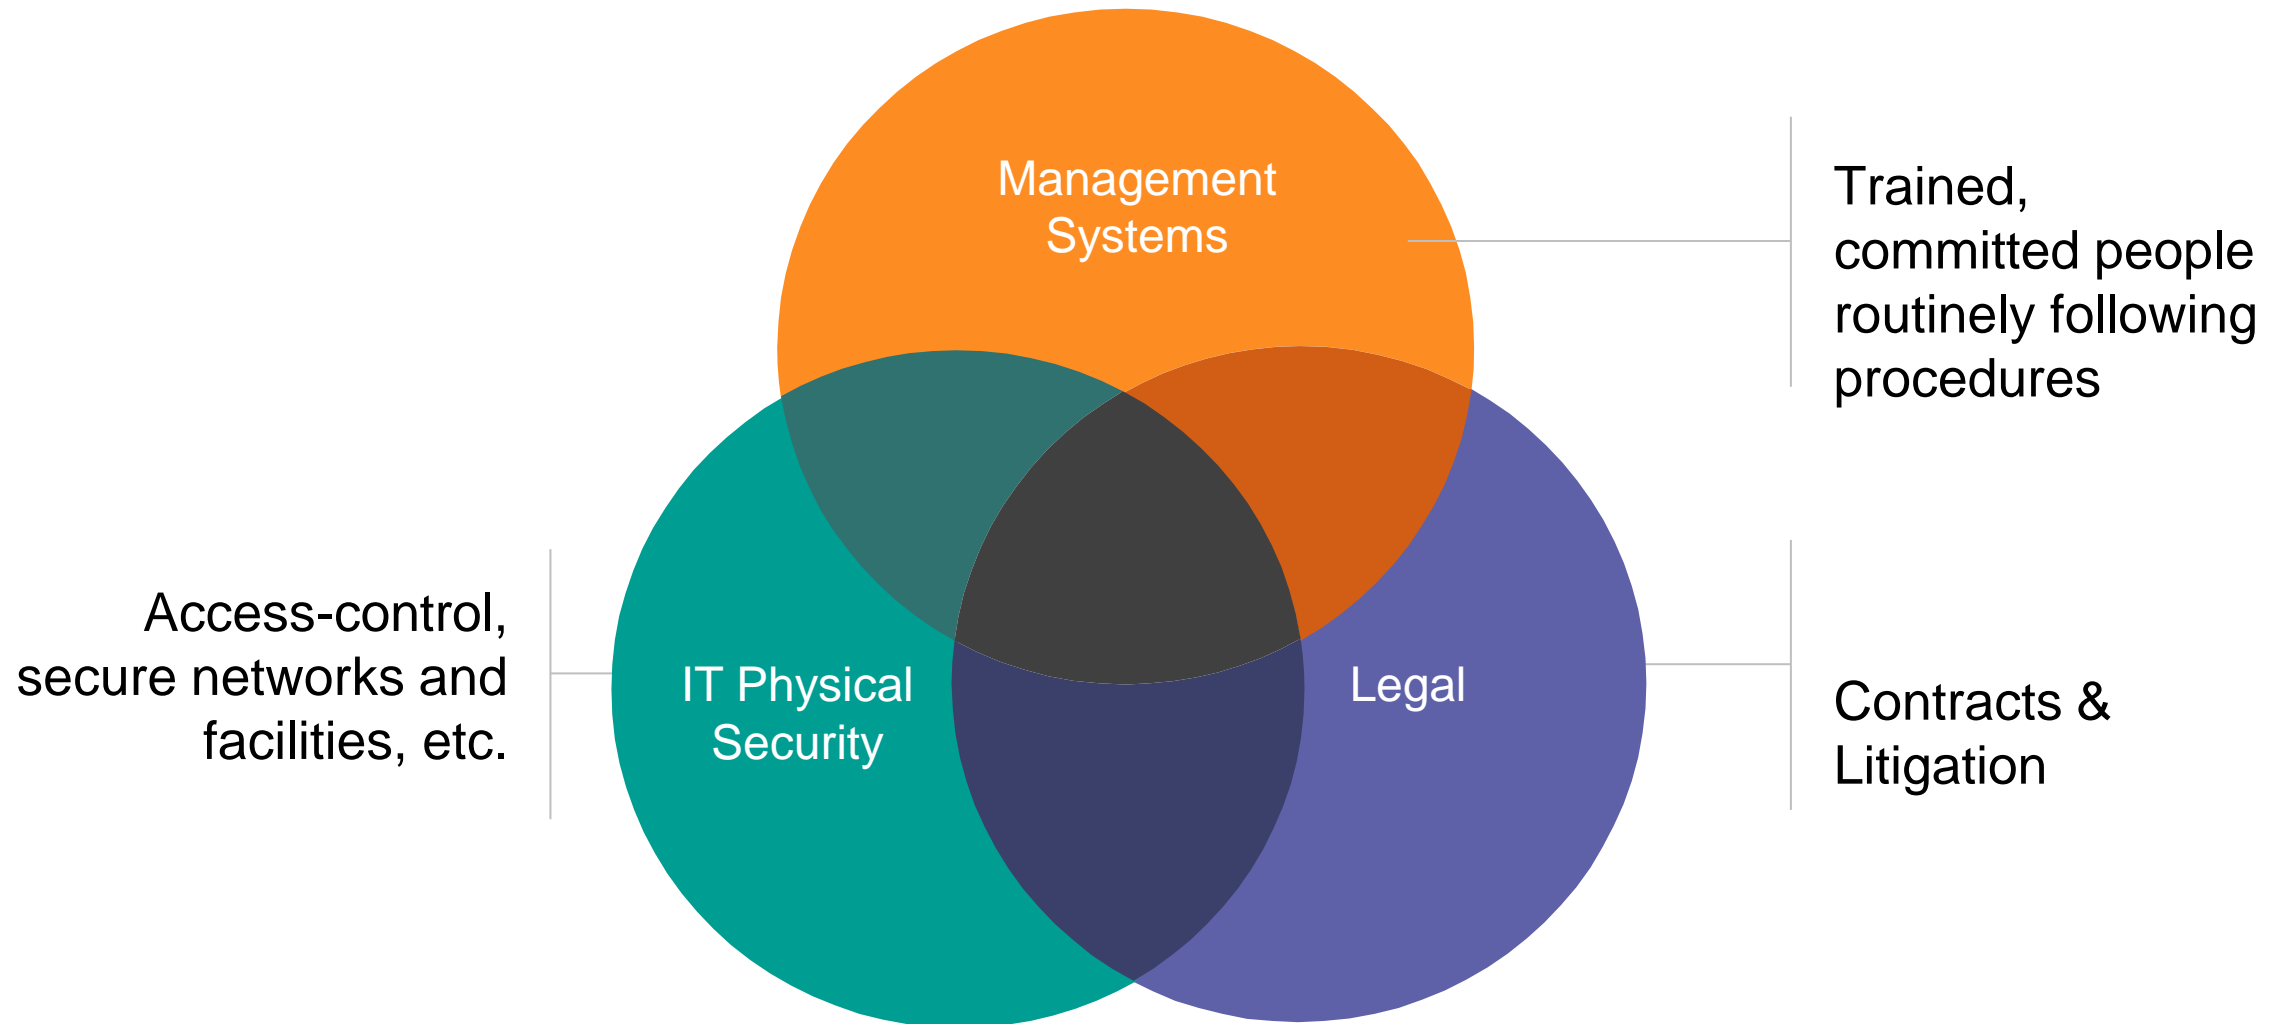 Management
Systems
Trained,
committed people
routinely following
procedures
Access-control,
secure networks and
facilities, etc.
IT Physical
Security
Legal
Contracts &
Litigation